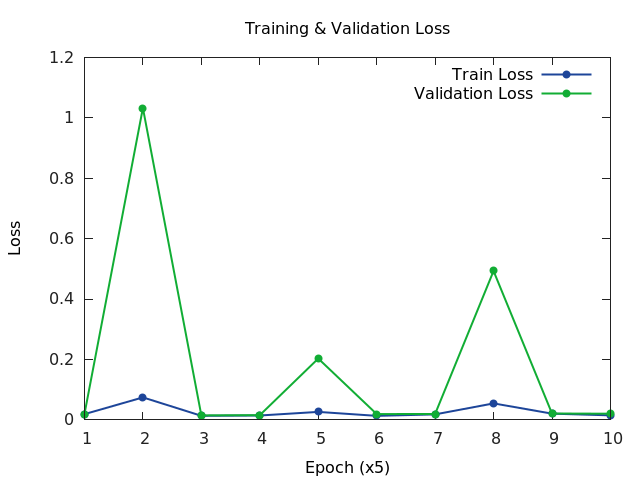 Training & Validation Loss
Train Loss
Validation Loss
1.2
1
0.8
0.6
0.4
0.2
0
Loss
1 2 3 4 5 6 7 8 9 10
Epoch (x5)